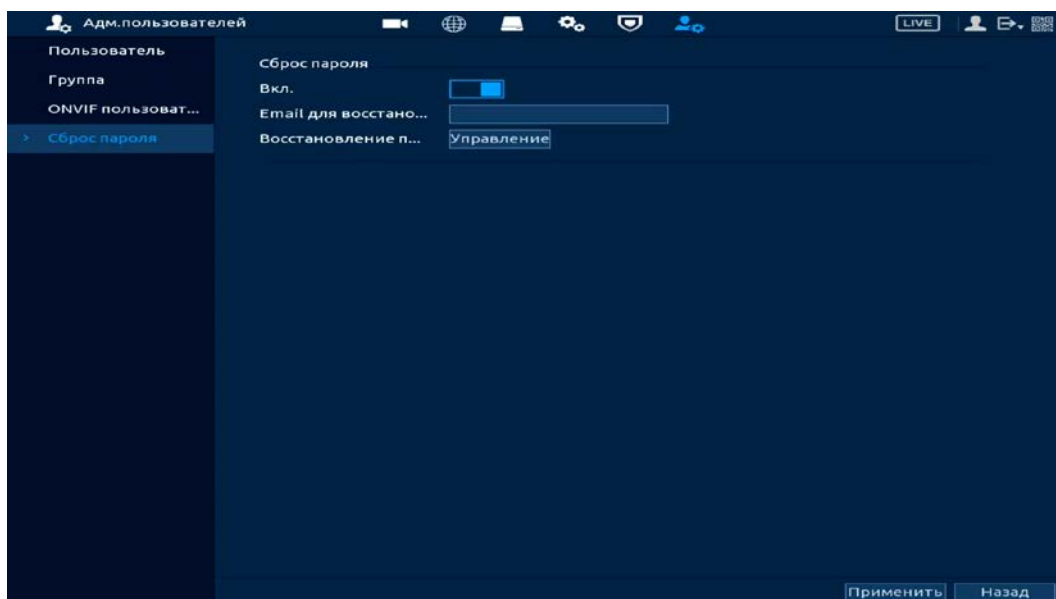 Адм.пользователей
LIVE
Пользователь
Группа
ONVIF пользоват...
Сброс пароля
Сброс пароля
Вкл.
Email для восстано...
Восстановление п...
Управление
Применить
Назад